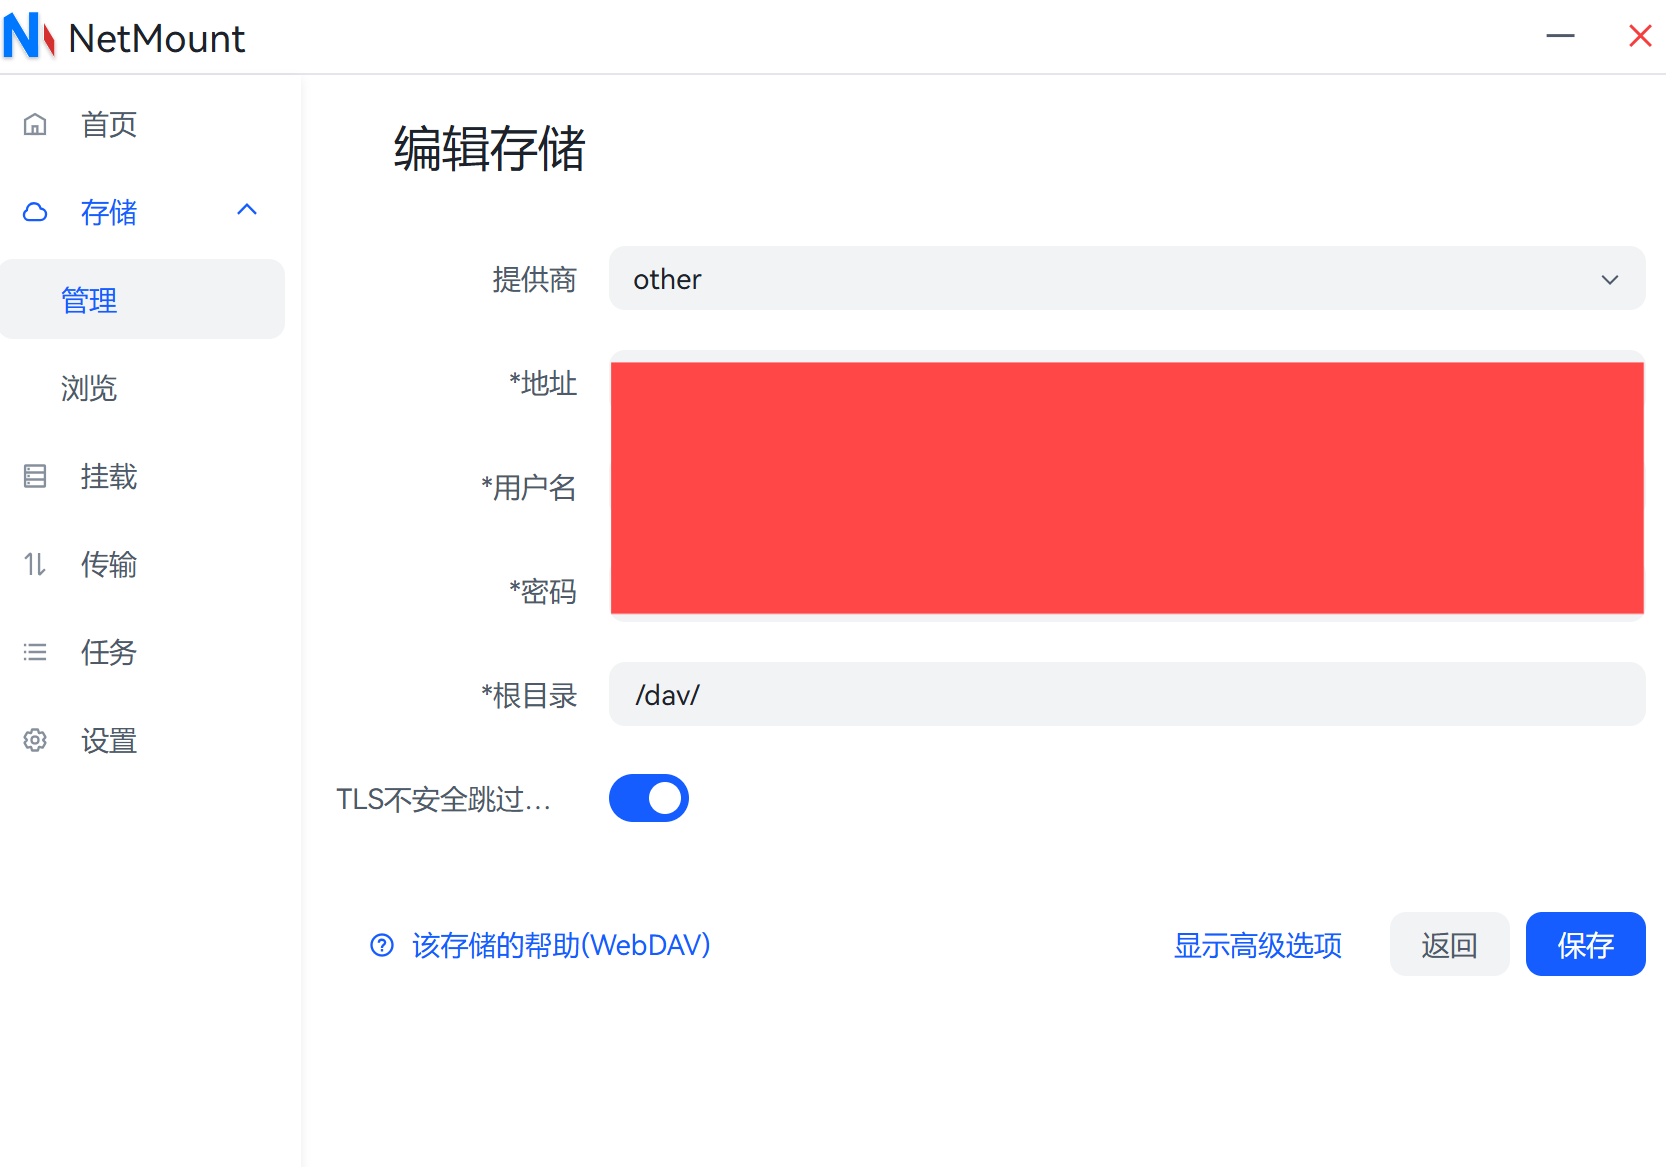 NetMount
首页
存储
管理
浏览
挂载
传输
任务
设置
编辑存储
提供商
other
*地址
*用户名
*密码
*根目录
/dav/
TLS不安全跳过...
该存储的帮助(WebDAV)
显示高级选项
返回
保存